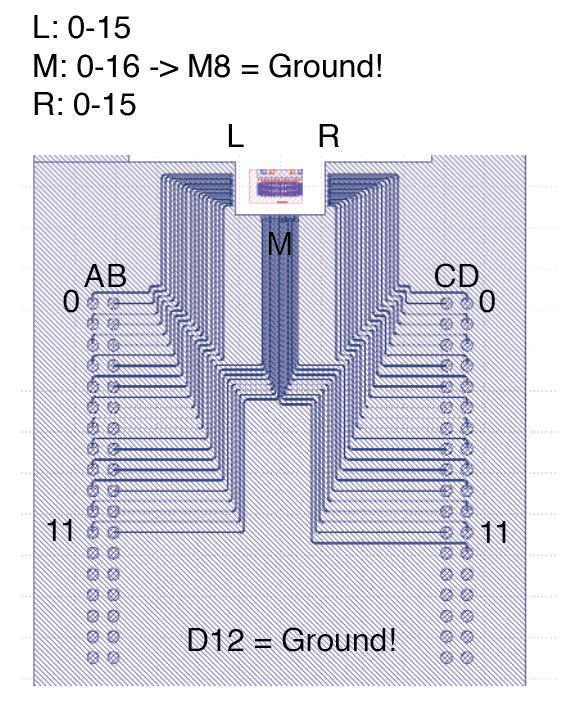 L: 0-15
M: 0-16 -> M8 = Ground!
R: 0-15
L R
M
AB CD
0 0
11 11
D12 = Ground!